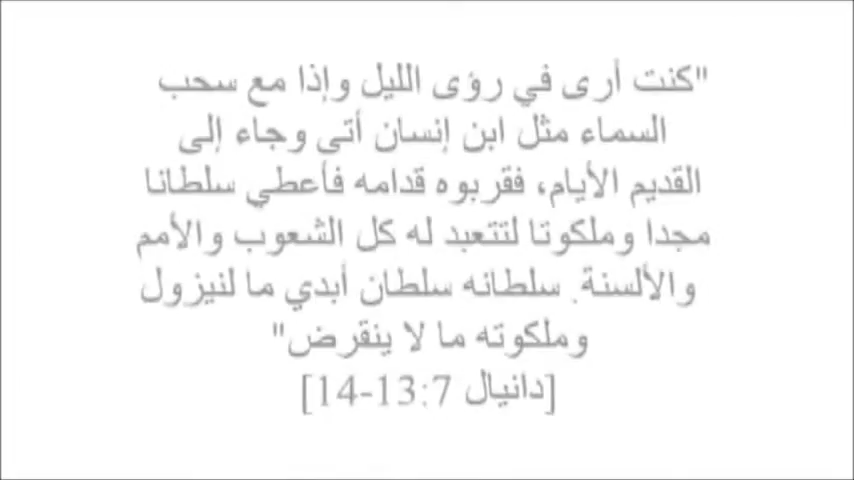 "كنت أرى في رؤى الليل وإذا مع سحب
السماء مثل ابن إنسان أتى وجاء إلى
القديم الأيام، فقربوه قدامه فأعطي سلطانا
مجدا وملكوتا لتتعبد له كل الشعوب والأمم
والألسنة. سلطانه سلطان أبدي ما لنيزول
وملكوته ما لا ينقرض"
[دانيال 7:13-14]